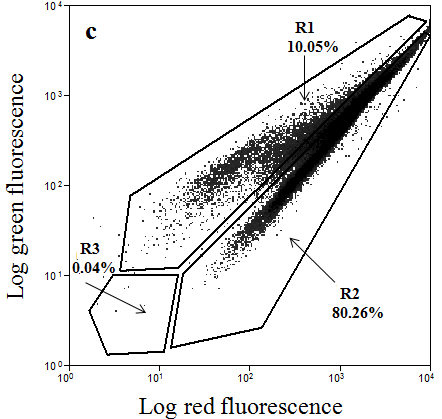 c
R1
10.05%
R3
0.04%
R2
80.26%
Log green fluorescence
10⁴
10³
10²
10¹
10⁰
10⁰ 10¹ 10² 10³ 10⁴
Log red fluorescence